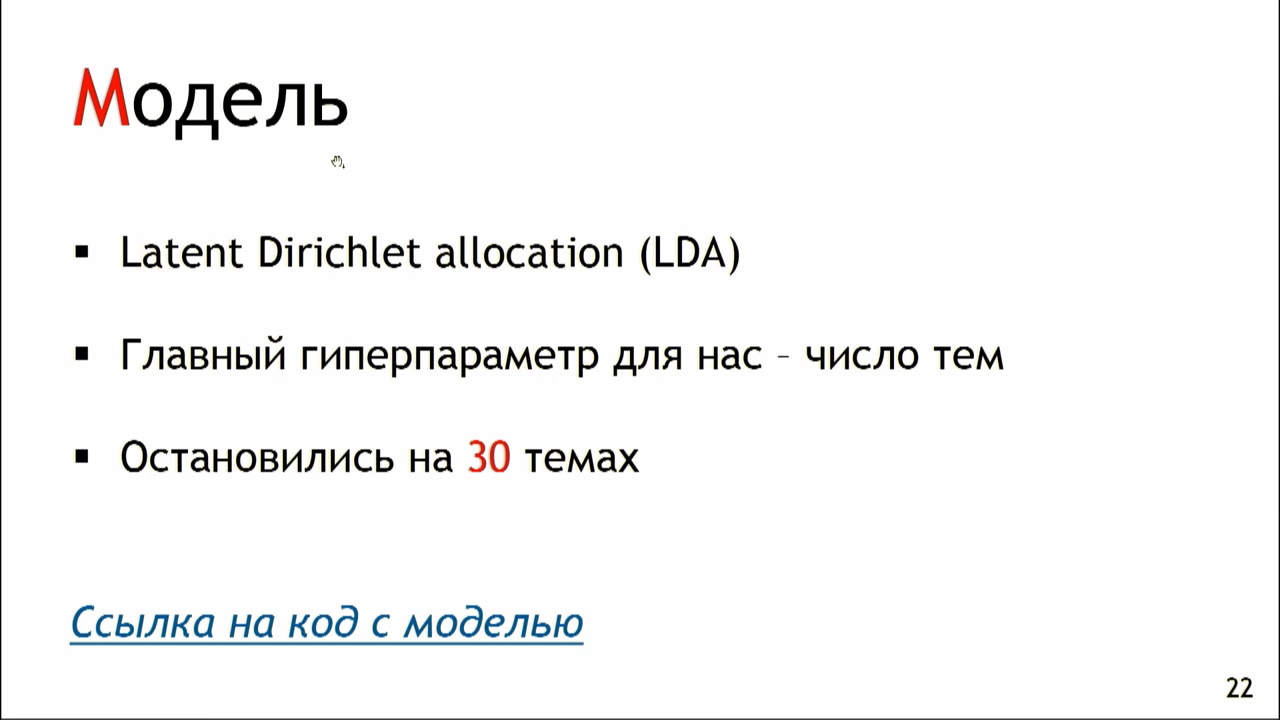 Модель
Latent Dirichlet allocation (LDA)
Главный гиперпараметр для нас – число тем
Остановились на 30 темах
Ссылка на код с моделью
22